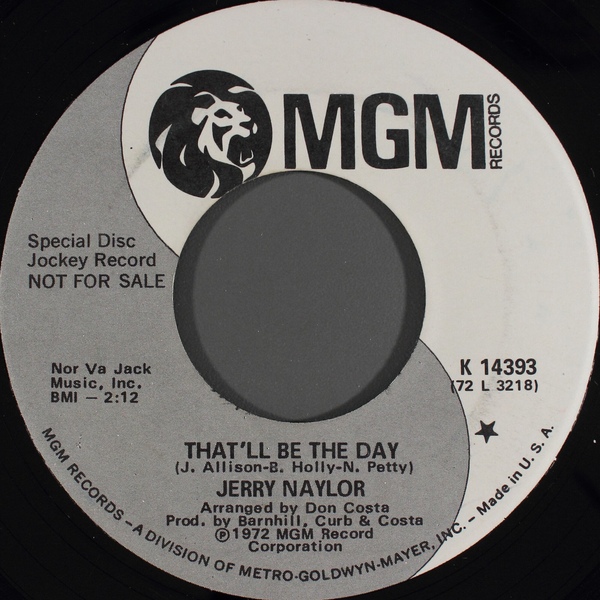 MGM RECORDS
Special Disc
Jockey Record
NOT FOR SALE
Nor Va Jack
Music, Inc.
BMI — 2:12
K 14393
(72 L 3218)
★
THAT'LL BE THE DAY
(J. Allison-B. Holly-N. Petty)
JERRY NAYLOR
Arranged by Don Costa
Prod. by Barnhill, Curb & Costa
Ⓟ1972 MGM Record
Corporation
MGM RECORDS — A DIVISION OF METRO-GOLDWYN-MAYER, INC. — Made in U. S. A.